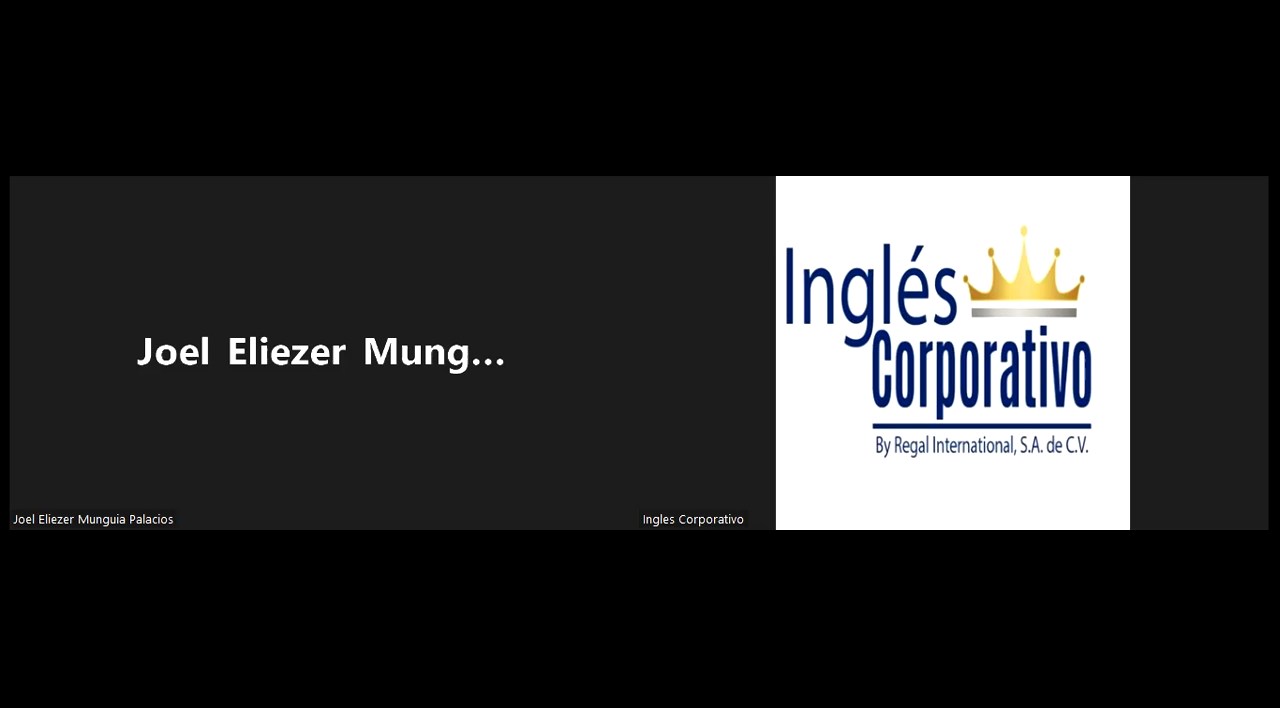 Joel Eliezer Mung...
Joel Eliezer Munguia Palacios
Inglés
Corporativo
By Regal International, S.A. de C.V.
Ingles Corporativo